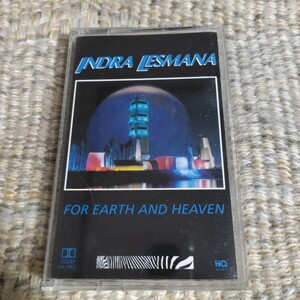 INDRA LESMANA
FOR EARTH AND HEAVEN
HQ